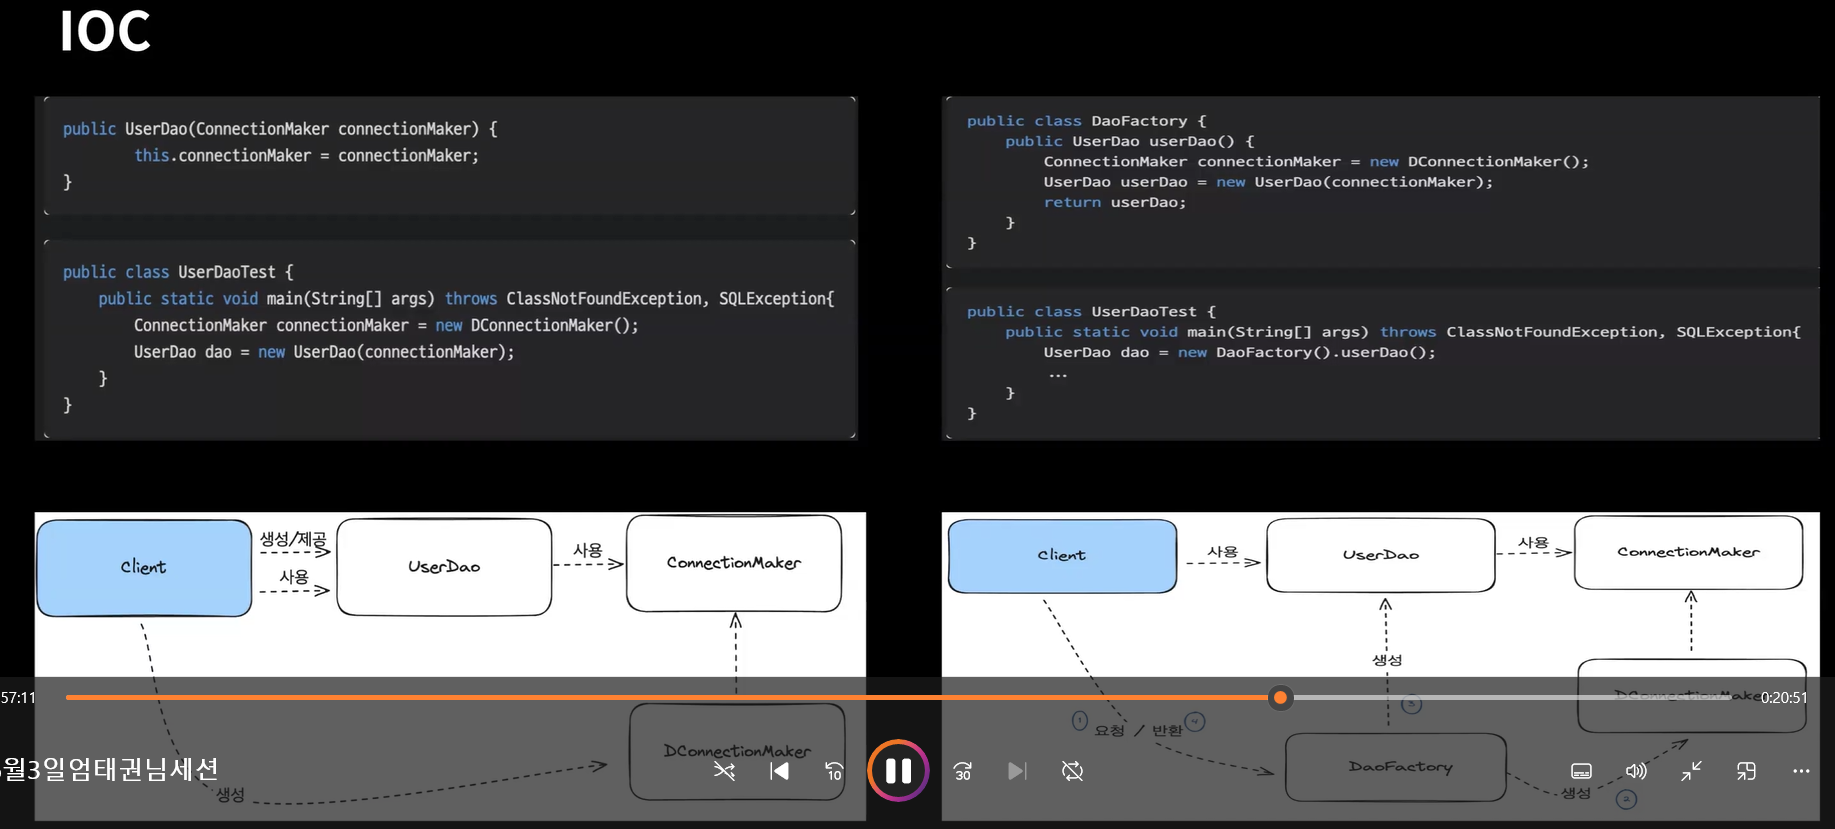 IOC
public UserDao(ConnectionMaker connectionMaker) {
this.connectionMaker = connectionMaker;
}
public class UserDaoTest {
public static void main(String[] args) throws ClassNotFoundException, SQLException{
ConnectionMaker connectionMaker = new DConnectionMaker();
UserDao dao = new UserDao(connectionMaker);
}
}
public class DaoFactory {
public UserDao userDao() {
ConnectionMaker connectionMaker = new DConnectionMaker();
UserDao userDao = new UserDao(connectionMaker);
return userDao;
}
}
public class UserDaoTest {
public static void main(String[] args) throws ClassNotFoundException, SQLException{
UserDao dao = new DaoFactory().userDao();
...
}
}
Client
생성/제공
사용
UserDao
사용
ConnectionMaker
DConnectionMaker
생성
Client
사용
UserDao
사용
ConnectionMaker
생성
3
DConnectionMaker
1 요청 / 반환 4
DaoFactory
생성
2
57:11
0:20:51
월3일엄태권님세션
10
30